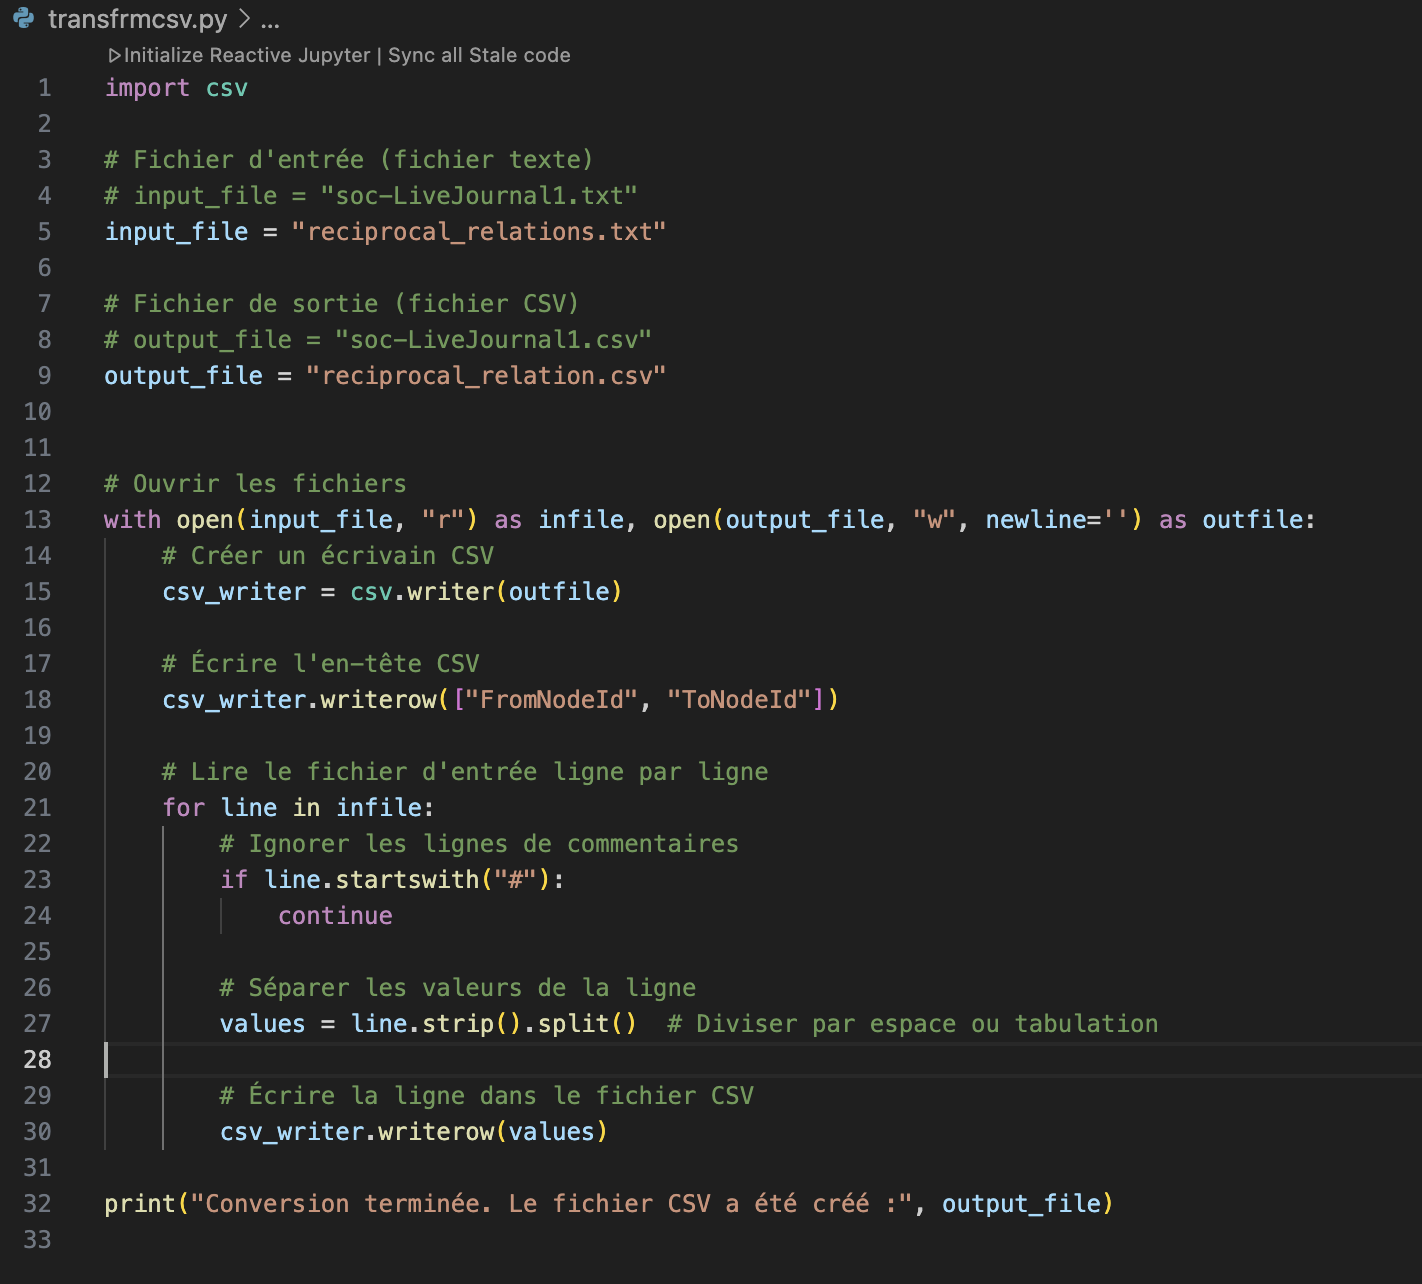 transfrmcsv.py > ...
Initialize Reactive Jupyter | Sync all Stale code
1 import csv
2
3 # Fichier d'entrée (fichier texte)
4 # input_file = "soc-LiveJournal1.txt"
5 input_file = "reciprocal_relations.txt"
6
7 # Fichier de sortie (fichier CSV)
8 # output_file = "soc-LiveJournal1.csv"
9 output_file = "reciprocal_relation.csv"
10
11
12 # Ouvrir les fichiers
13 with open(input_file, "r") as infile, open(output_file, "w", newline='') as outfile:
14     # Créer un écrivain CSV
15     csv_writer = csv.writer(outfile)
16
17     # Écrire l'en-tête CSV
18     csv_writer.writerow(["FromNodeId", "ToNodeId"])
19
20     # Lire le fichier d'entrée ligne par ligne
21     for line in infile:
22         # Ignorer les lignes de commentaires
23         if line.startswith("#"):
24             continue
25
26         # Séparer les valeurs de la ligne
27         values = line.strip().split()  # Diviser par espace ou tabulation
28
29         # Écrire la ligne dans le fichier CSV
30         csv_writer.writerow(values)
31
32 print("Conversion terminée. Le fichier CSV a été créé :", output_file)
33